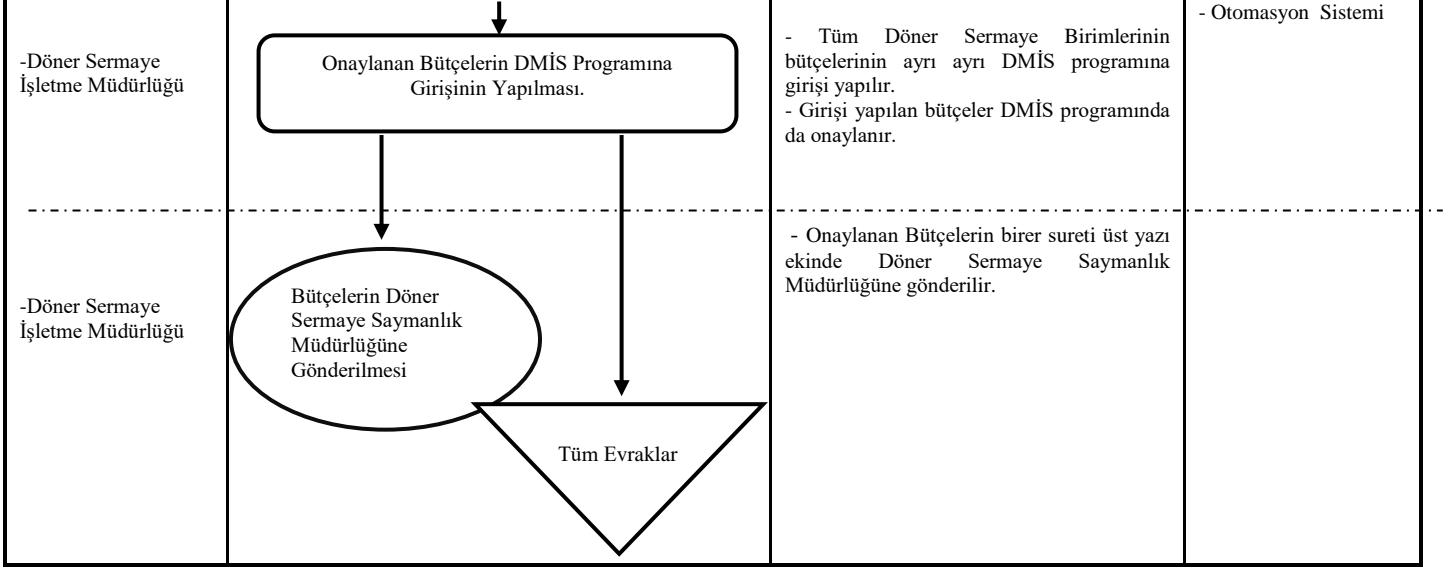 -Döner Sermaye
İşletme Müdürlüğü
Onaylanan Bütçelerin DMİS Programına
Girişinin Yapılması.
- Tüm Döner Sermaye Birimlerinin
bütçelerinin ayrı ayrı DMİS programına
girişi yapılır.
- Girişi yapılan bütçeler DMİS programında
da onaylanır.
- Otomasyon Sistemi
-Döner Sermaye
İşletme Müdürlüğü
Bütçelerin Döner
Sermaye Saymanlık
Müdürlüğüne
Gönderilmesi
Tüm Evraklar
- Onaylanan Bütçelerin birer sureti üst yazı
ekinde Döner Sermaye Saymanlık
Müdürlüğüne gönderilir.